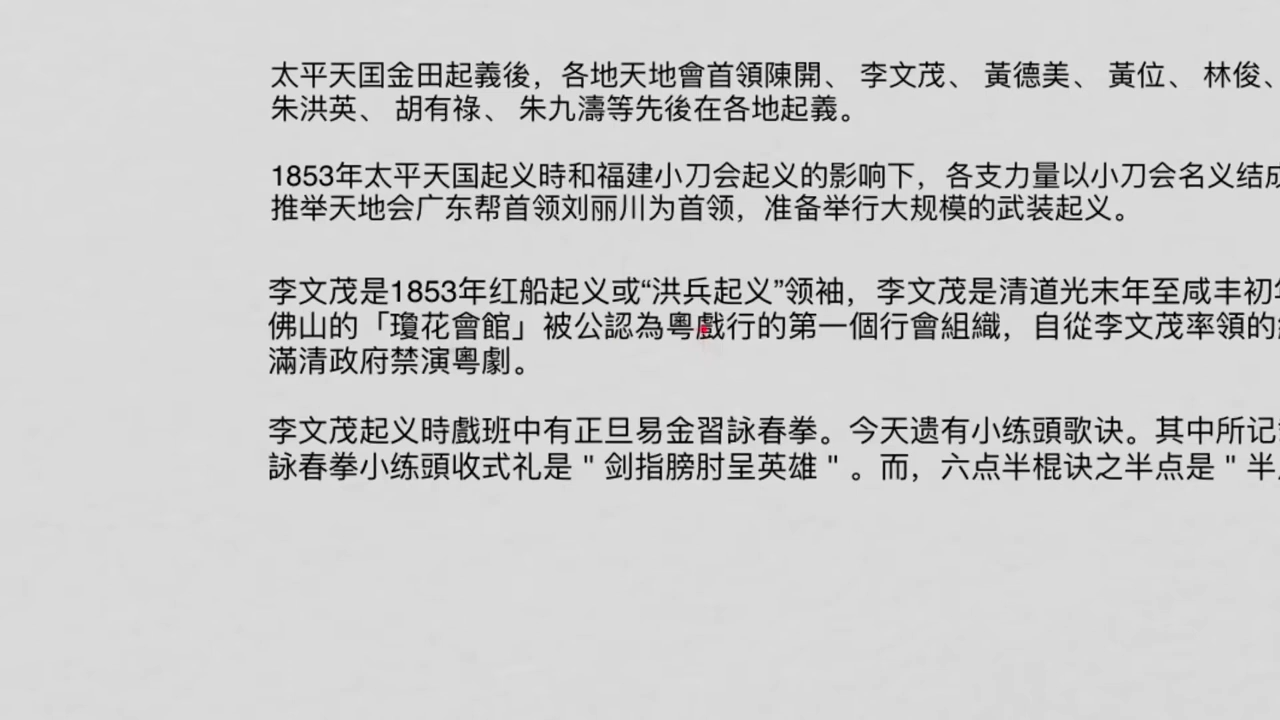 太平天囯金田起義後，各地天地會首領陳開、 李文茂、 黃德美、 黃位、 林俊、
朱洪英、 胡有祿、 朱九濤等先後在各地起義。
1853年太平天国起义時和福建小刀会起义的影响下，各支力量以小刀会名义结成
推举天地会广东帮首领刘丽川为首领，准备举行大规模的武装起义。
李文茂是1853年红船起义或“洪兵起义”领袖，李文茂是清道光末年至咸丰初
佛山的「瓊花會館」被公認為粵戲行的第一個行會組織，自從李文茂率領的
滿清政府禁演粵劇。
李文茂起义時戲班中有正旦易金習詠春拳。今天遗有小练頭歌诀。其中所记
詠春拳小练頭收式礼是＂剑指膀肘呈英雄＂。而，六点半棍诀之半点是＂半